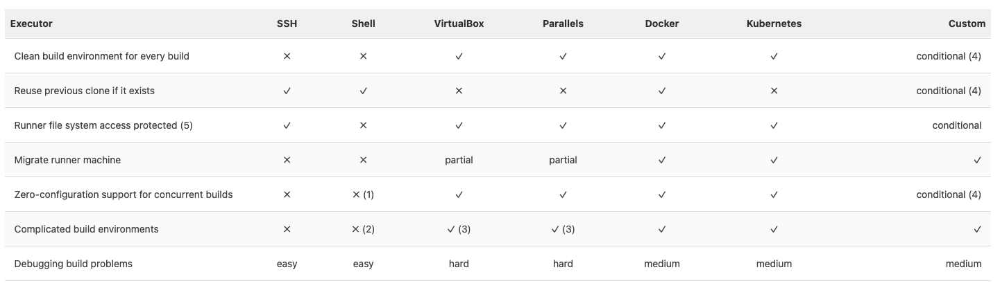 Executor SSH Shell VirtualBox Parallels Docker Kubernetes Custom
Clean build environment for every build ✕ ✕ ✓ ✓ ✓ ✓ conditional (4)
Reuse previous clone if it exists ✓ ✓ ✕ ✕ ✓ ✕ conditional (4)
Runner file system access protected (5) ✓ ✕ ✓ ✓ ✓ ✓ conditional
Migrate runner machine ✕ ✕ partial partial ✓ ✓ ✓
Zero-configuration support for concurrent builds ✕ ✕ (1) ✓ ✓ ✓ ✓ conditional (4)
Complicated build environments ✕ ✕ (2) ✓ (3) ✓ (3) ✓ ✓ ✓
Debugging build problems easy easy hard hard medium medium medium